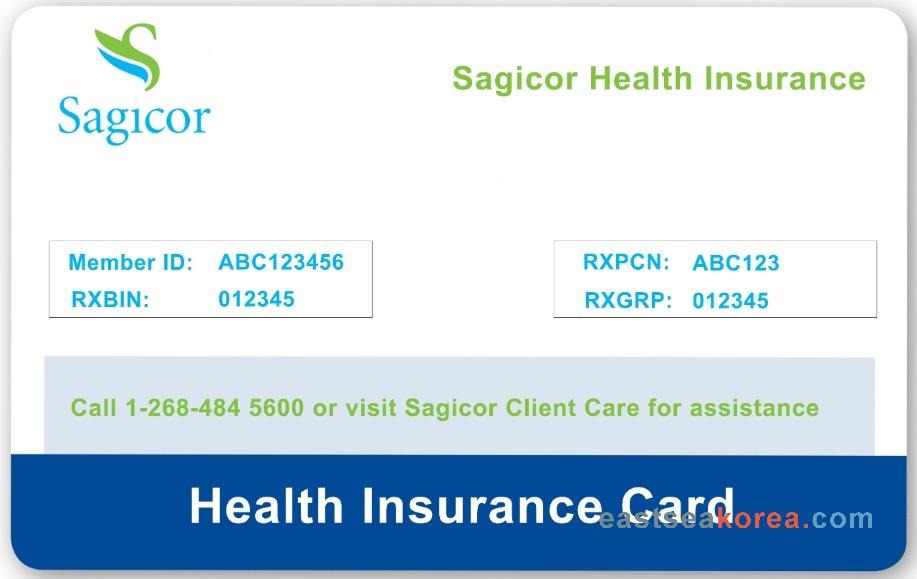 Sagicor
Sagicor Health Insurance
Member ID: ABC123456
RXBIN: 012345
RXPCN: ABC123
RXGRP: 012345
Call 1-268-484 5600 or visit Sagicor Client Care for assistance
Health Insurance Card
eastseakorea.com